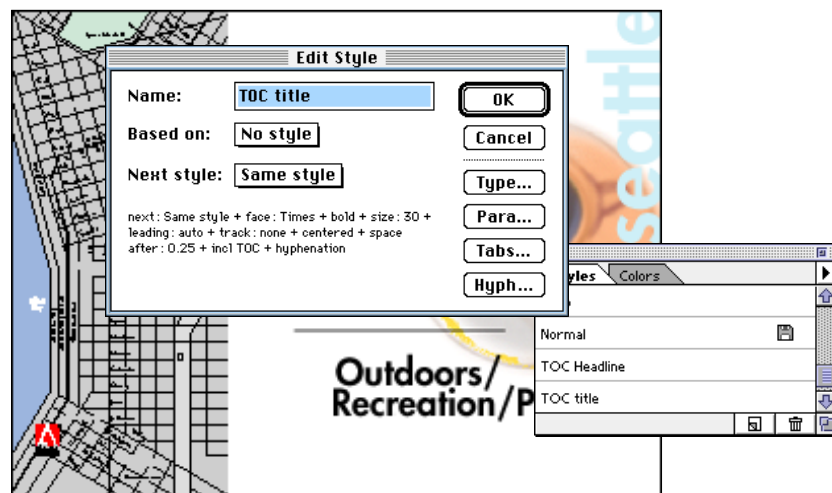 Edit Style
Name: TOC title
OK
Based on: No style
Cancel
Next style: Same style
Type...
next : Same style + face : Times + bold + size : 30 +
leading : auto + track : none + centered + space
after : 0.25 + incl TOC + hyphenation
Para...
Tabs...
Hyph...
seattle
Colors
Normal
TOC Headline
TOC title
Outdoors/
Recreation/P